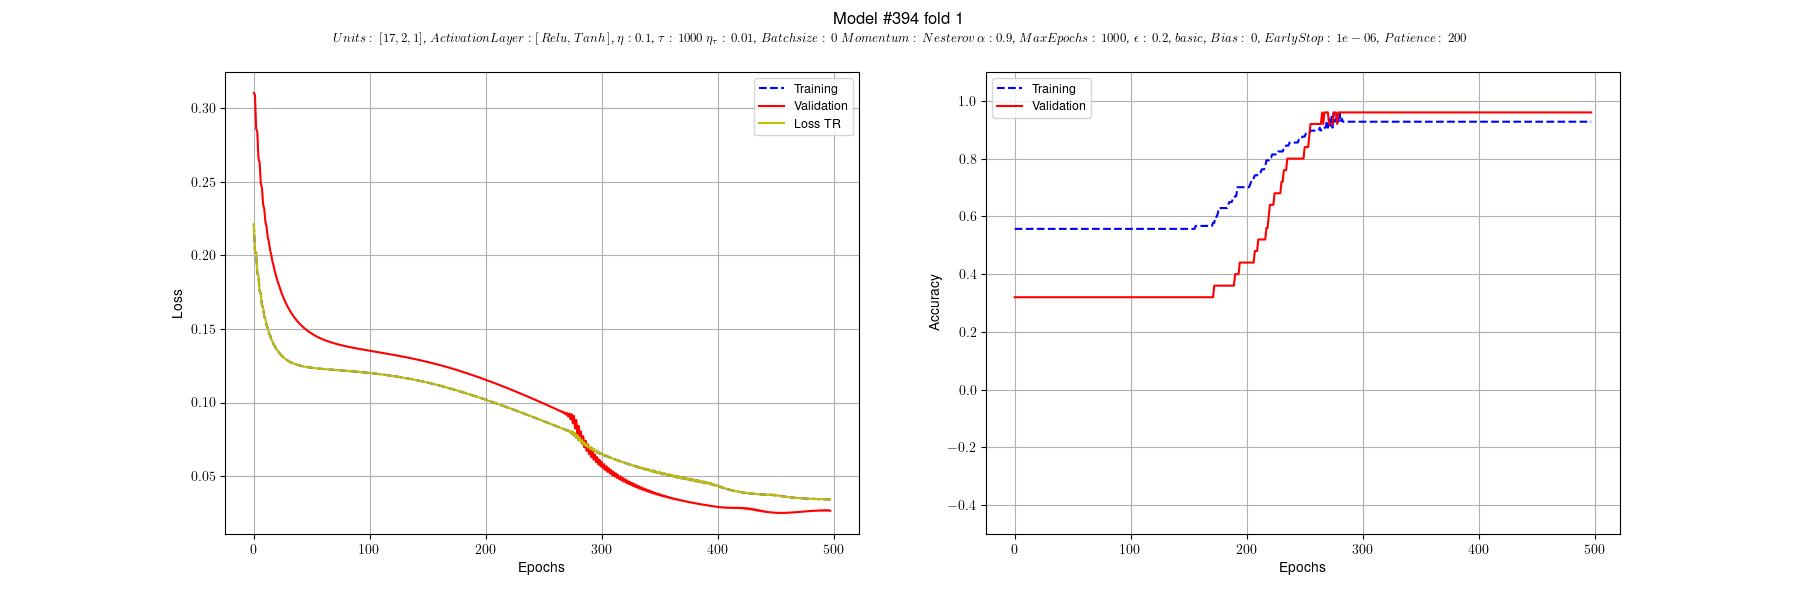 Model #394 fold 1
Units : [17, 2, 1], ActivationLayer : [Relu, Tanh], η : 0.1, τ : 1000 ητ : 0.01, Batchsize : 0 Momentum : Nesterov α : 0.9, MaxEpochs : 1000, ϵ : 0.2, basic, Bias : 0, EarlyStop : 1e − 06, Patience : 200
Training
Validation
Loss TR
0.30
0.25
0.20
0.15
0.10
0.05
Loss
0 100 200 300 400 500
Epochs
Training
Validation
1.0
0.8
0.6
0.4
0.2
0.0
−0.2
−0.4
Accuracy
0 100 200 300 400 500
Epochs